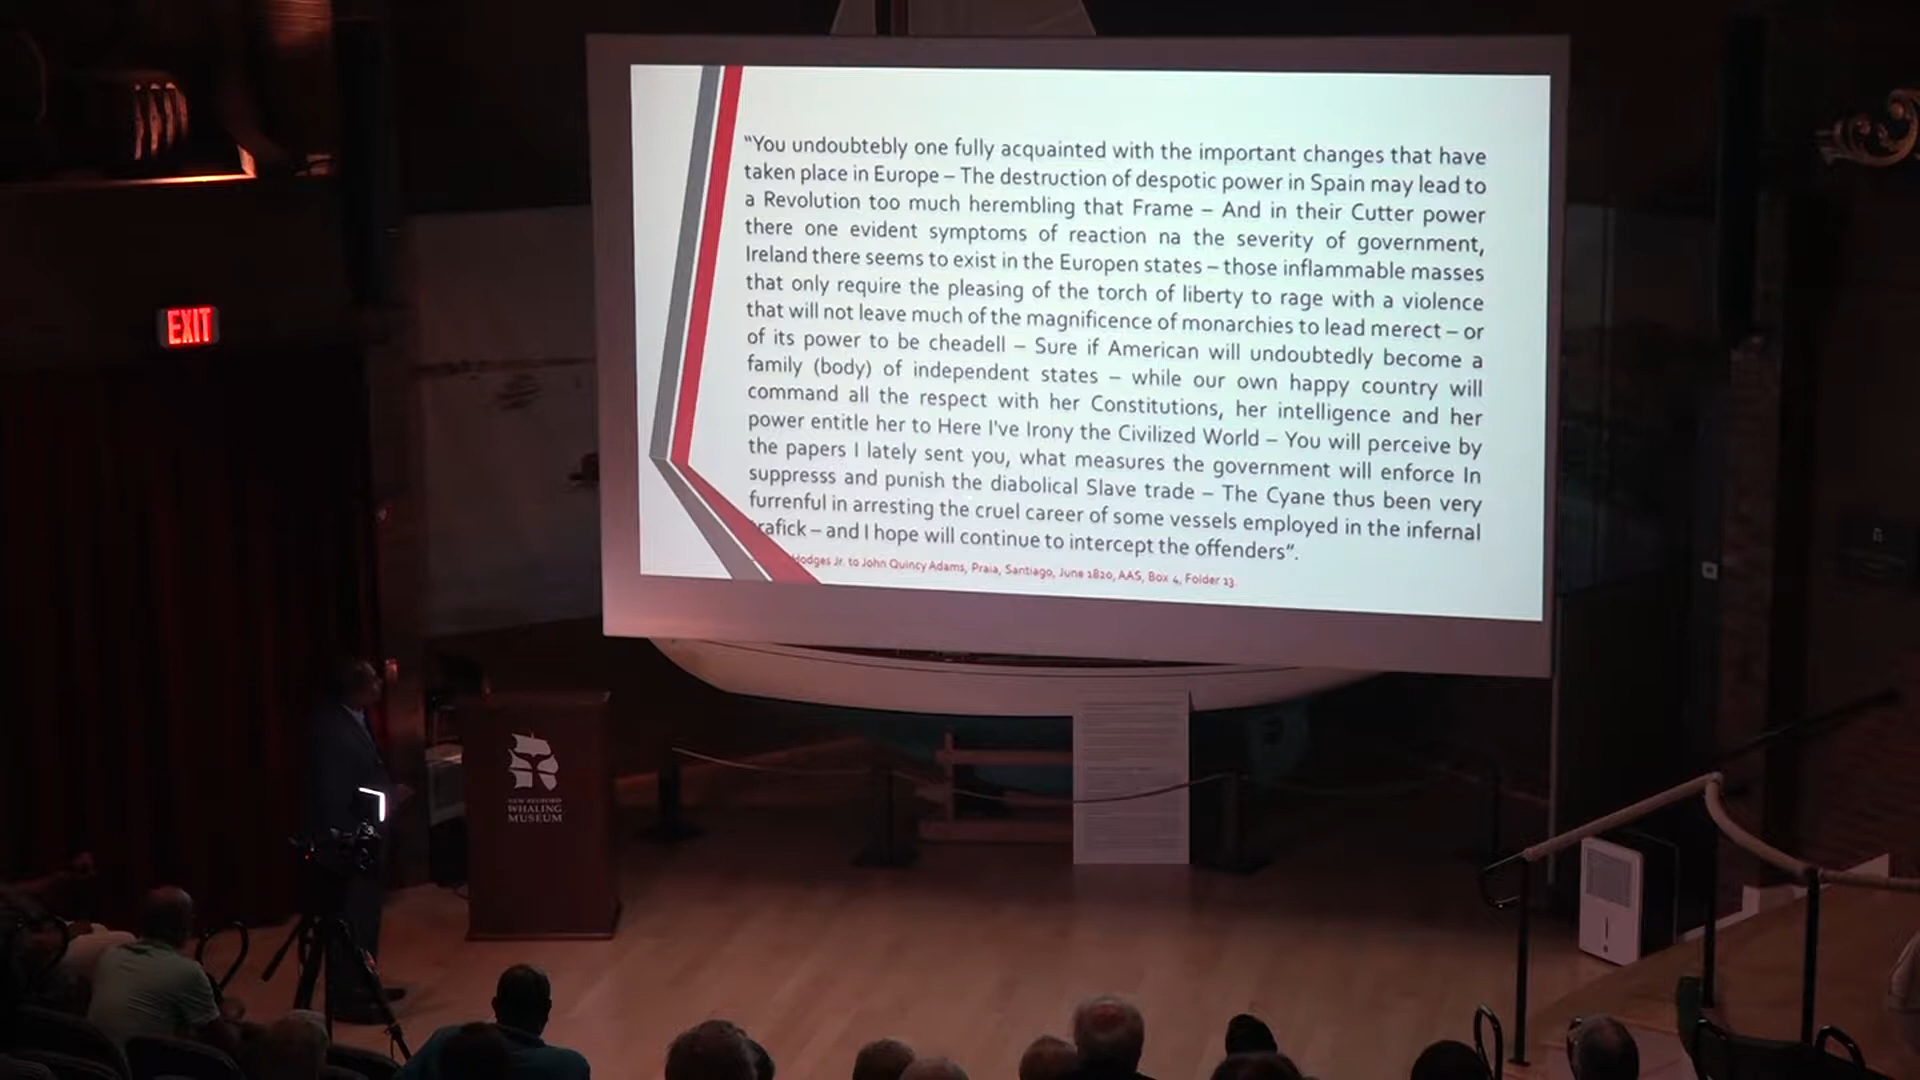 “You undoubtebly one fully acquainted with the important changes that have
taken place in Europe – The destruction of despotic power in Spain may lead to
a Revolution too much herembling that Frame – And in their Cutter power
there one evident symptoms of reaction na the severity of government,
Ireland there seems to exist in the Europen states – those inflammable masses
that only require the pleasing of the torch of liberty to rage with a violence
that will not leave much of the magnificence of monarchies to lead merect – or
of its power to be cheadell – Sure if American will undoubtedly become a
family (body) of independent states – while our own happy country will
command all the respect with her Constitutions, her intelligence and her
power entitle her to Here I've Irony the Civilized World – You will perceive by
the papers I lately sent you, what measures the government will enforce In
suppresss and punish the diabolical Slave trade – The Cyane thus been very
furrenful in arresting the cruel career of some vessels employed in the infernal
rafick – and I hope will continue to intercept the offenders“.
Hodges Jr. to John Quincy Adams, Praia, Santiago, June 1820, AAS, Box 4, Folder 23
EXIT
NEW BEDFORD
WHALING
MUSEUM